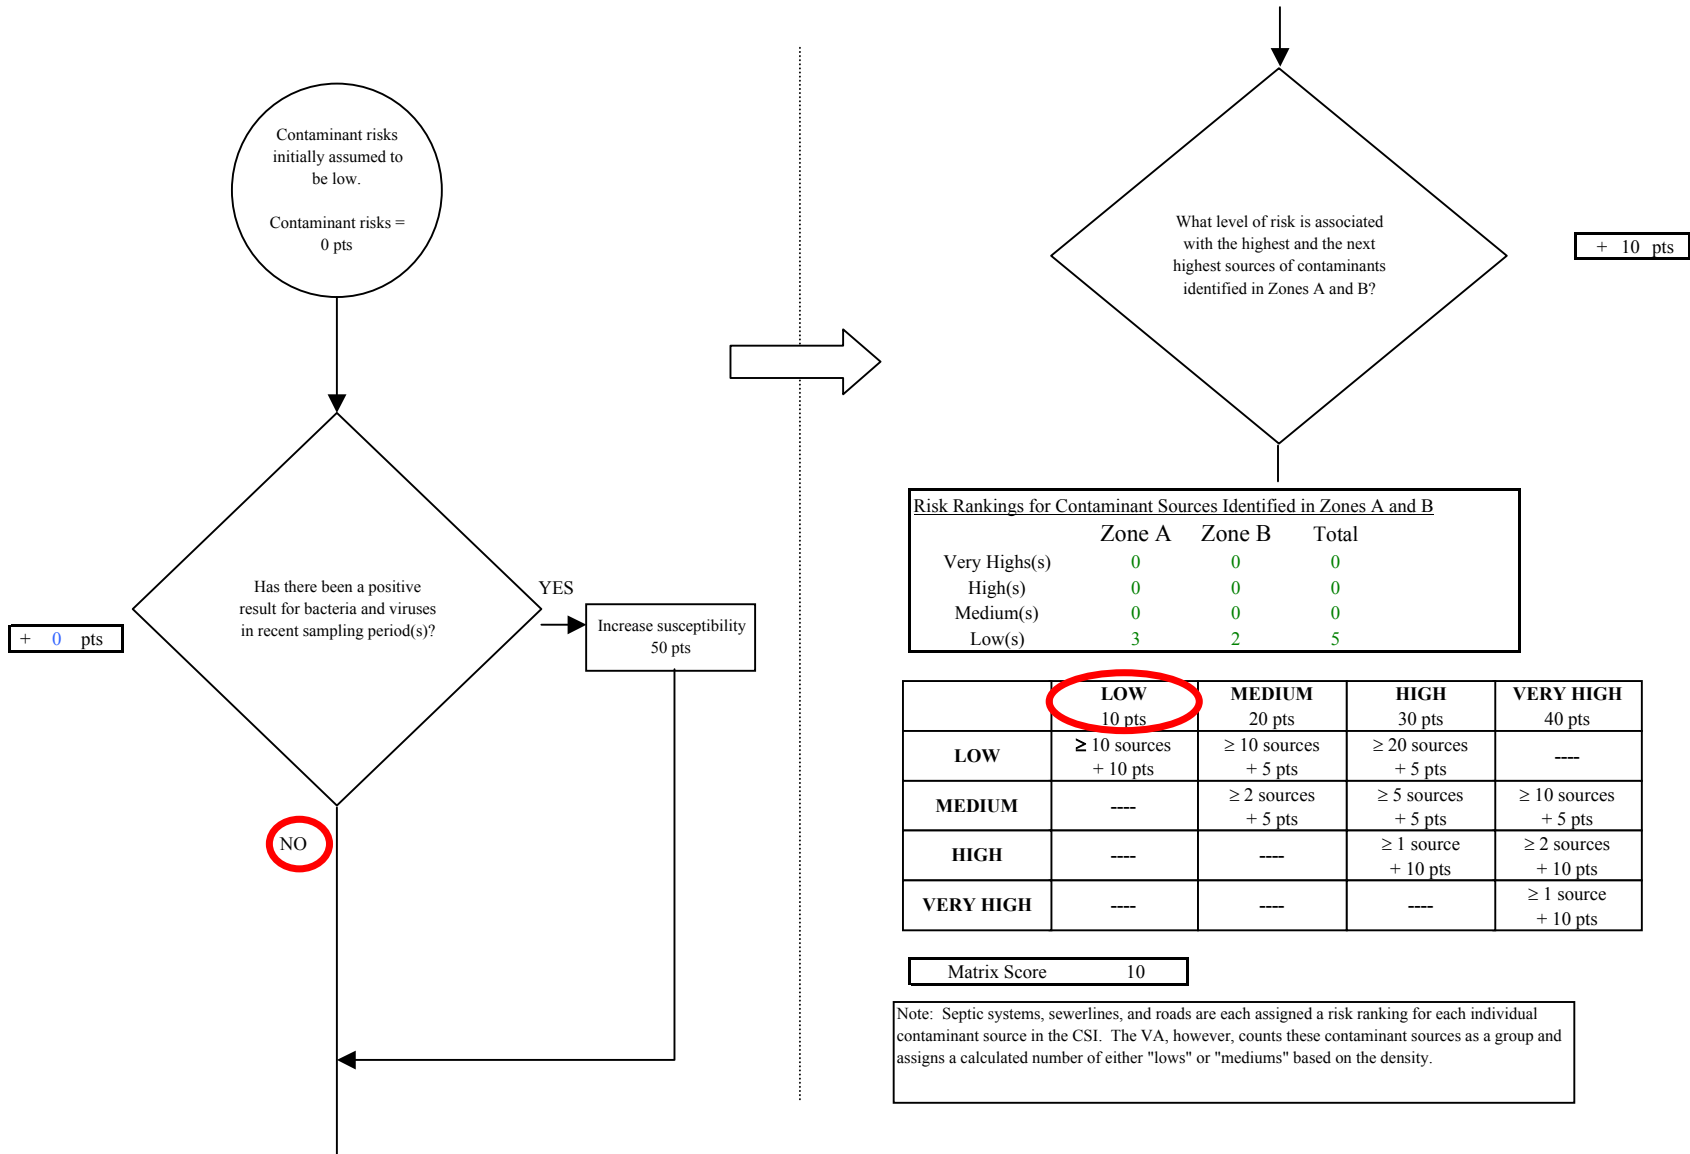 Contaminant risks
initially assumed to
be low.
Contaminant risks =
0 pts
Has there been a positive
result for bacteria and viruses
in recent sampling period(s)?
+ 0 pts
YES
Increase susceptibility
50 pts
NO
What level of risk is associated
with the highest and the next
highest sources of contaminants
identified in Zones A and B?
+ 10 pts
Risk Rankings for Contaminant Sources Identified in Zones A and B
Zone A Zone B Total
Very Highs(s) 0 0 0
High(s) 0 0 0
Medium(s) 0 0 0
Low(s) 3 2 5
LOW MEDIUM HIGH VERY HIGH
10 pts 20 pts 30 pts 40 pts
LOW ≥ 10 sources + 10 pts ≥ 10 sources + 5 pts ≥ 20 sources + 5 pts ----
MEDIUM ---- ≥ 2 sources + 5 pts ≥ 5 sources + 5 pts ≥ 10 sources + 5 pts
HIGH ---- ---- ≥ 1 source + 10 pts ≥ 2 sources + 10 pts
VERY HIGH ---- ---- ---- ≥ 1 source + 10 pts
Matrix Score 10
Note: Septic systems, sewerlines, and roads are each assigned a risk ranking for each individual
contaminant source in the CSI. The VA, however, counts these contaminant sources as a group and
assigns a calculated number of either "lows" or "mediums" based on the density.